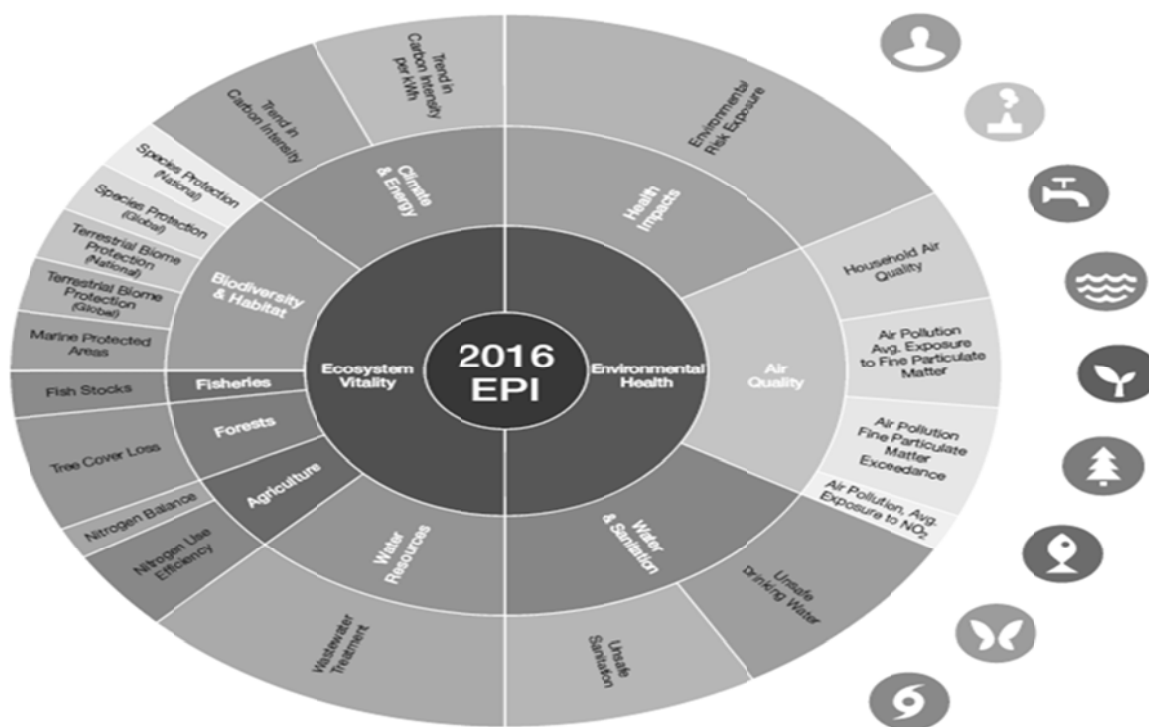 2016
EPI
Environmental
Health
Ecosystem
Vitality
Health
Impacts
Air
Quality
Water
& Sanitation
Water
Resources
Agriculture
Forests
Fisheries
Biodiversity
& Habitat
Climate
& Energy
Environmental
Risk Exposure
Household Air
Quality
Air Pollution
Avg. Exposure
to Fine Particulate
Matter
Air Pollution
Fine Particulate
Matter
Exceedance
Air Pollution, Avg.
Exposure to NO₂
Unsafe
Drinking Water
Unsafe
Sanitation
Wastewater
Treatment
Nitrogen Use
Efficiency
Nitrogen Balance
Tree Cover Loss
Fish Stocks
Marine Protected
Areas
Terrestrial Biome
Protection
(Global)
Terrestrial Biome
Protection
(National)
Species Protection
(Global)
Species Protection
(National)
Trend in
Carbon Intensity
Trend in
Carbon Intensity
per kWh